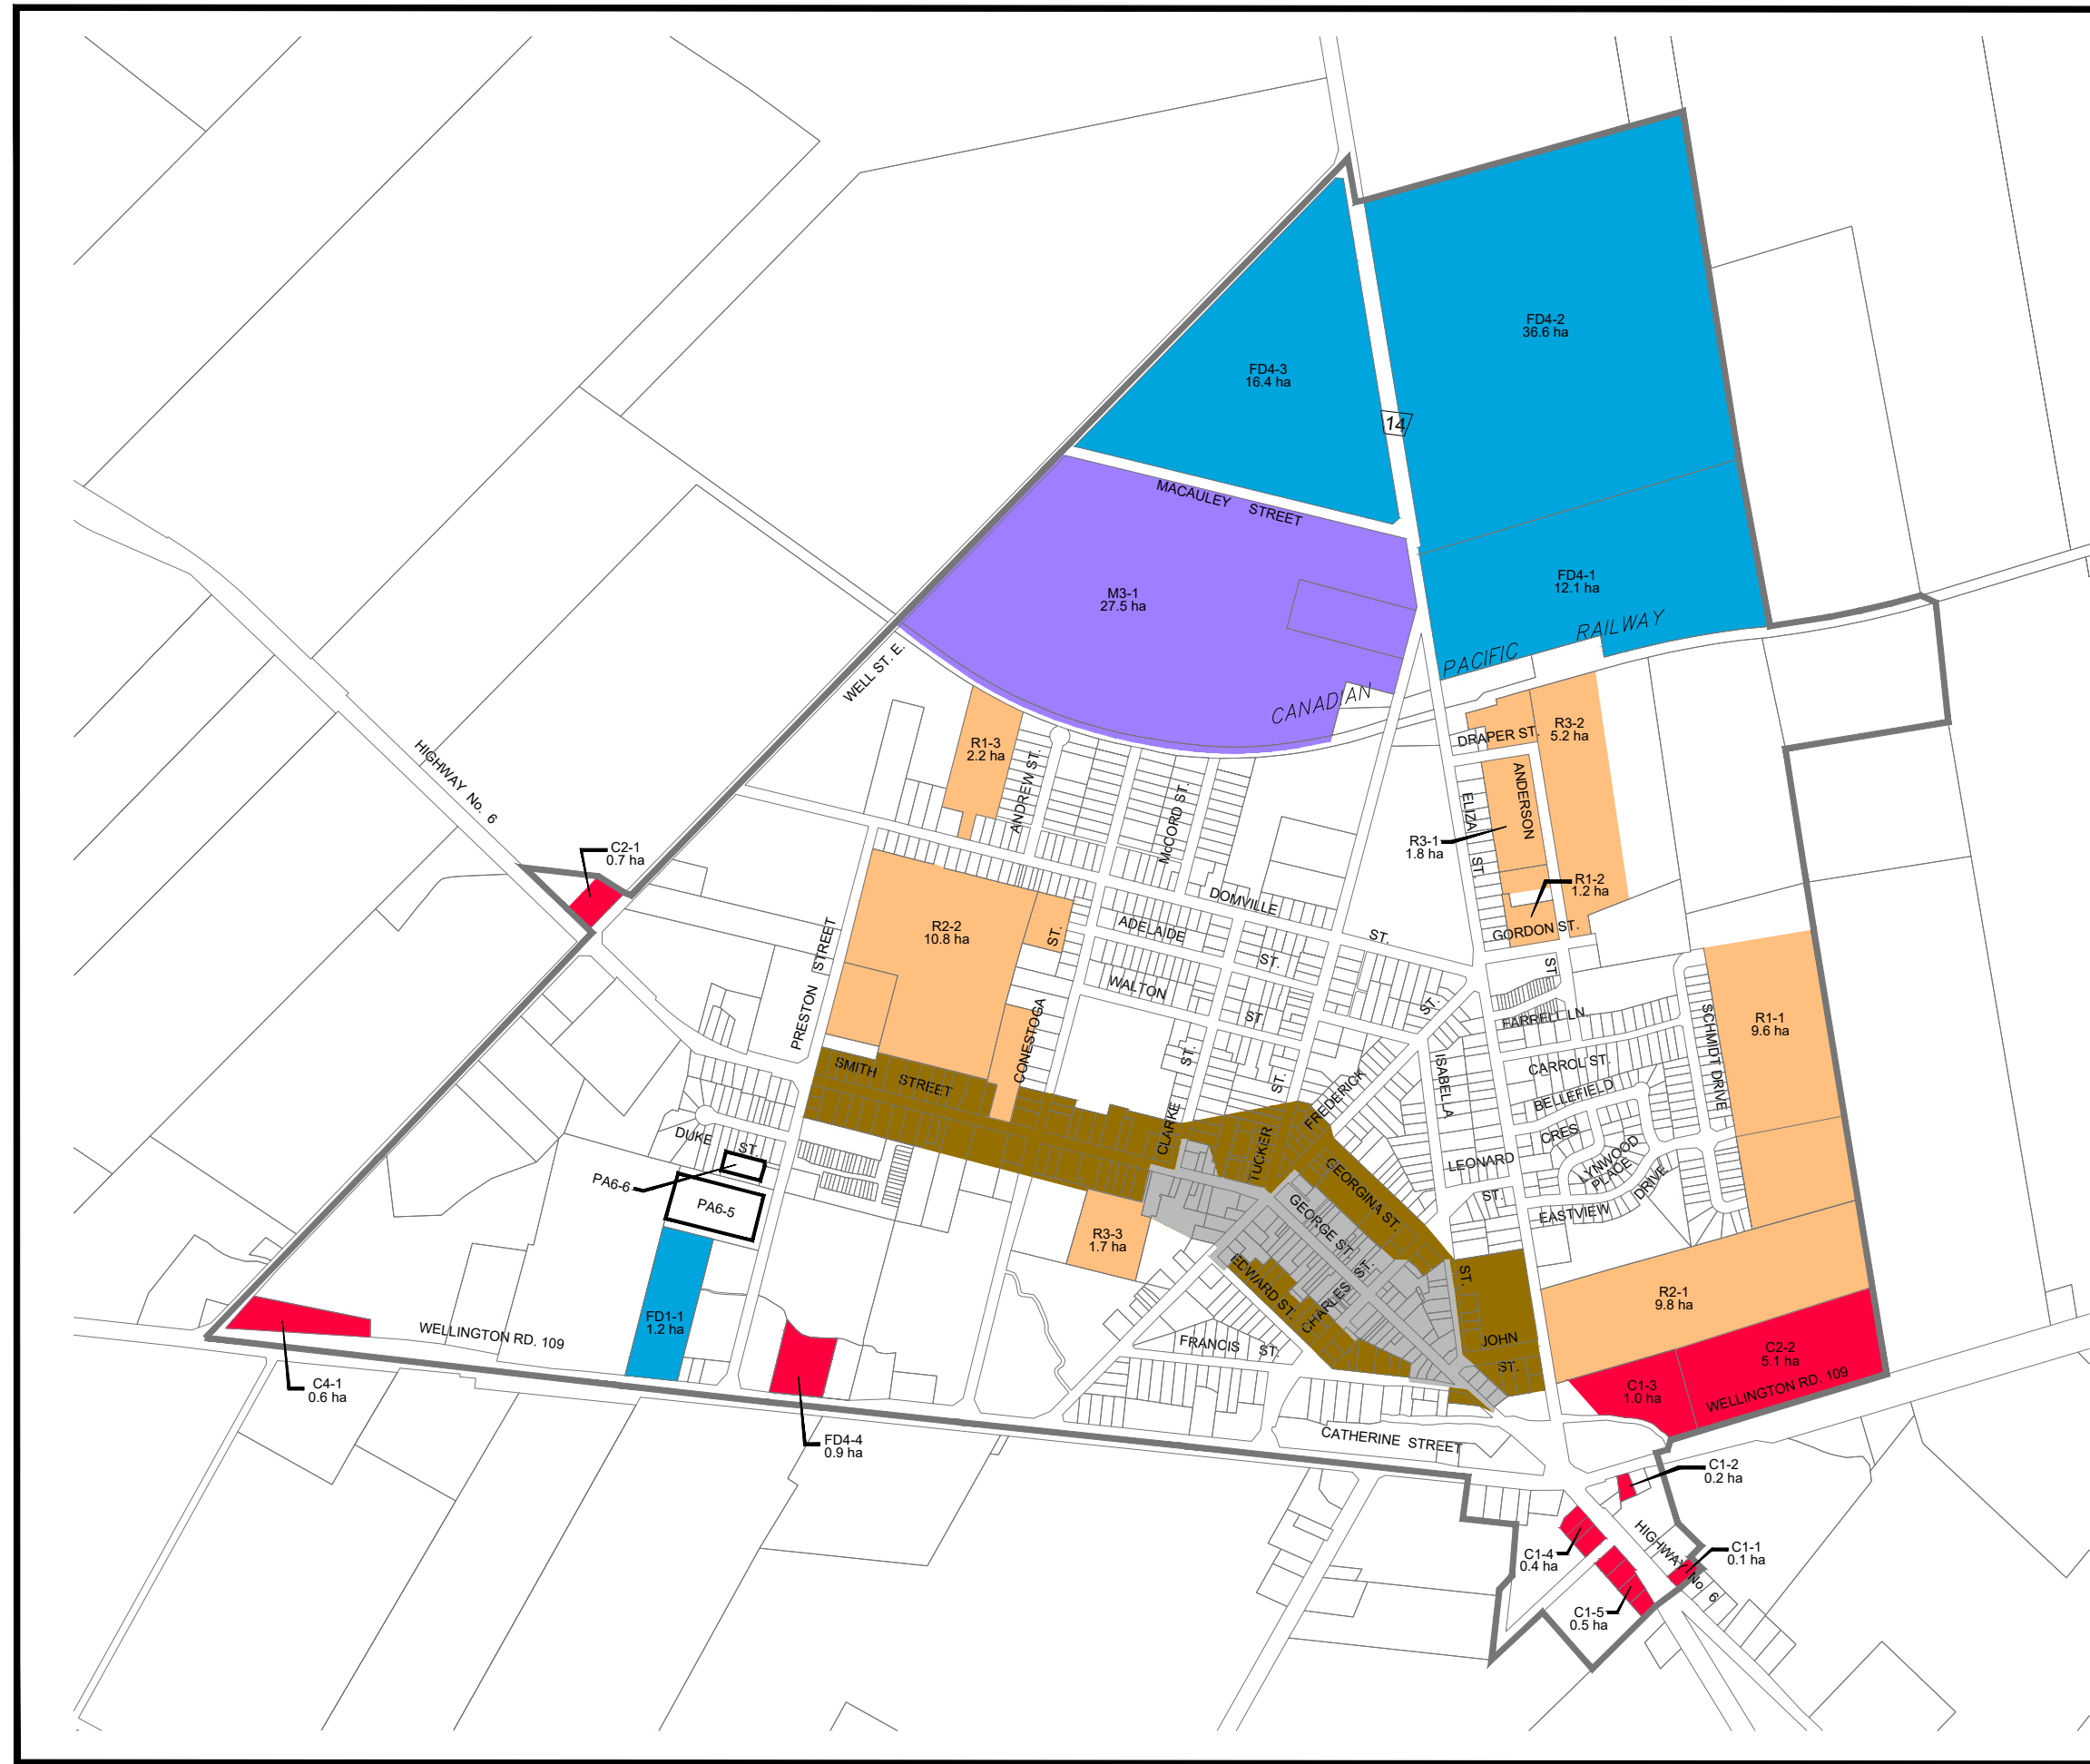 FD4-2
36.6 ha
FD4-3
16.4 ha
14
MACAULEY STREET
FD4-1
12.1 ha
M3-1
27.5 ha
CANADIAN PACIFIC RAILWAY
WELL ST. E.
HIGHWAY No. 6
R1-3
2.2 ha
ANDREW ST.
McCORD ST.
DRAPER ST.
R3-2
5.2 ha
ANDERSON
ST.
ELIZA
ST.
R3-1
1.8 ha
R1-2
1.2 ha
GORDON ST.
C2-1
0.7 ha
DOMVILLE
ST.
ADELAIDE
ST.
WALTON
ST.
R2-2
10.8 ha
PRESTON STREET
CONESTOGA
ST.
SMITH STREET
CLARKE
ST.
TUCKER
ST.
FREDERICK
ST.
ISABELLA
ST.
FARRELL LN.
CARROL ST.
BELLEFIELD
CRES
LYNWOOD
PLACE
LEONARD
ST.
EASTVIEW
DRIVE
SCHMIDT DRIVE
R1-1
9.6 ha
DUKE
ST.
PA6-6
PA6-5
R3-3
1.7 ha
GEORGINA ST.
GEORGE ST.
EDWARD ST.
CHARLES
ST.
FRANCIS
ST.
JOHN
ST.
R2-1
9.8 ha
C2-2
5.1 ha
C1-3
1.0 ha
WELLINGTON RD. 109
FD1-1
1.2 ha
WELLINGTON RD. 109
C4-1
0.6 ha
FD4-4
0.9 ha
CATHERINE STREET
C1-2
0.2 ha
C1-4
0.4 ha
HIGHWAY No. 6
C1-1
0.1 ha
C1-5
0.5 ha